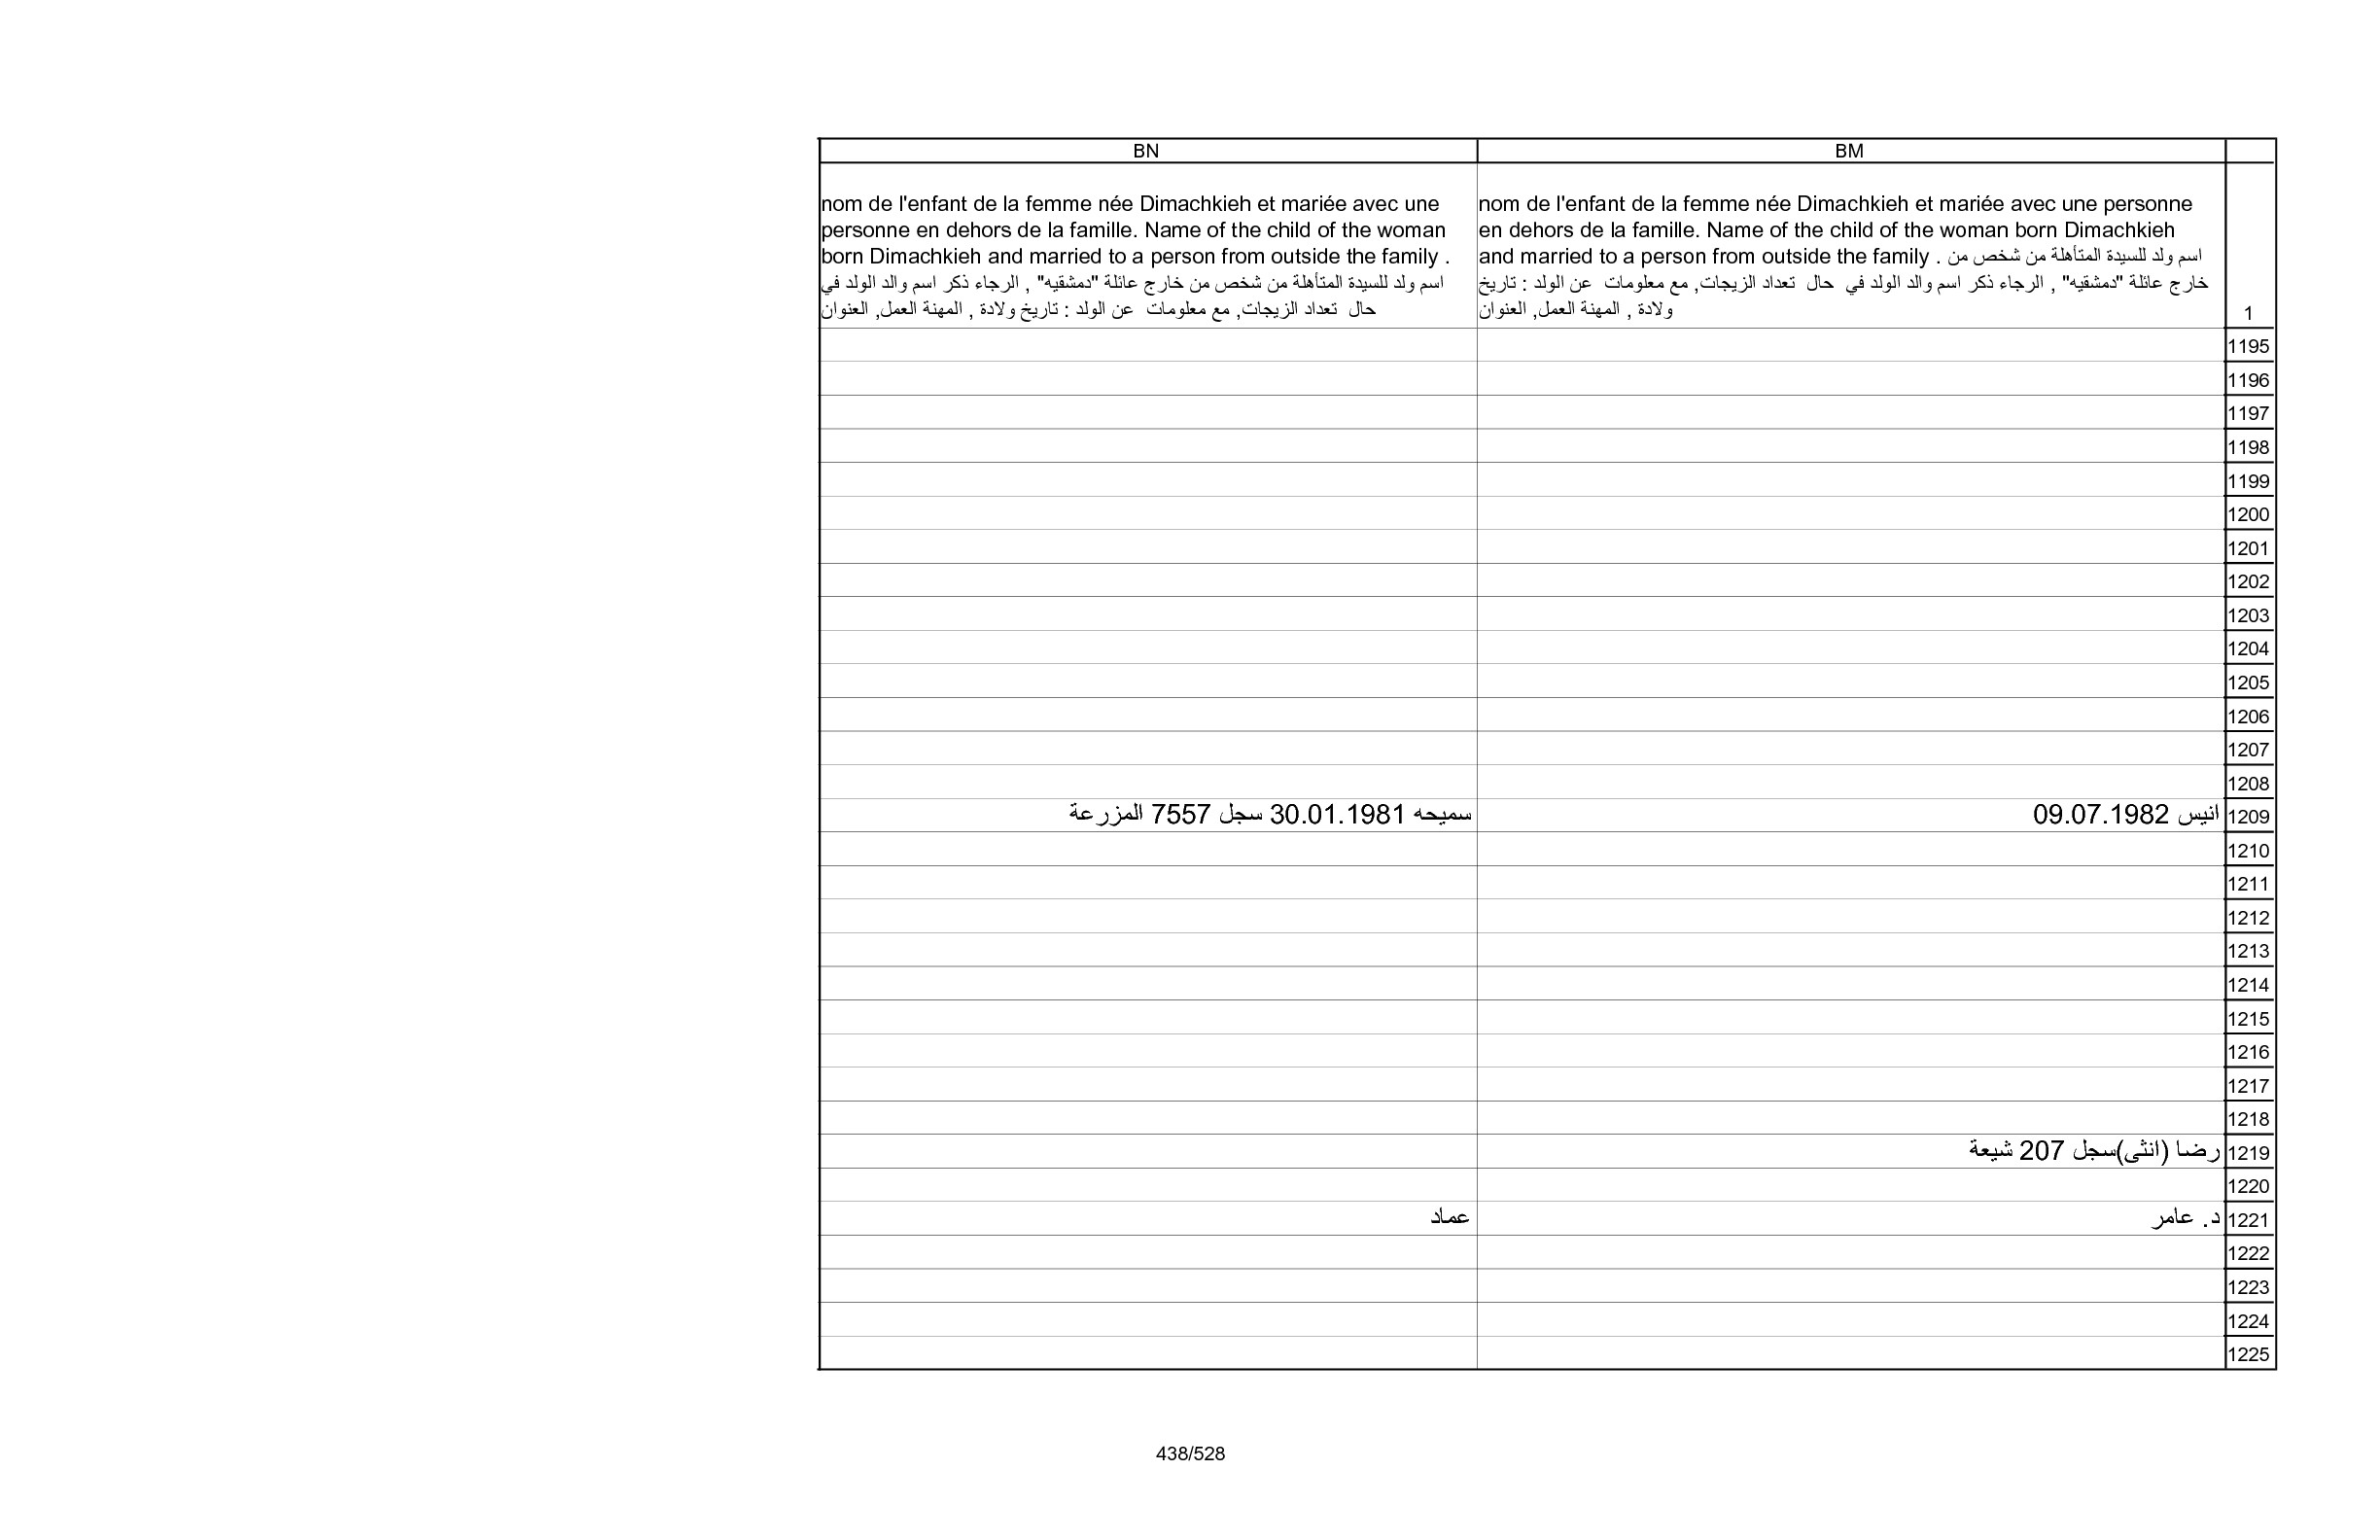 BN
BM
nom de l'enfant de la femme née Dimachkieh et mariée avec une
personne en dehors de la famille. Name of the child of the woman
born Dimachkieh and married to a person from outside the family .
اسم ولد للسيدة المتأهلة من شخص من خارج عائلة "دمشقيه" , الرجاء ذكر اسم والد الولد في
حال تعداد الزيجات, مع معلومات عن الولد : تاريخ ولادة , المهنة العمل, العنوان
nom de l'enfant de la femme née Dimachkieh et mariée avec une personne
en dehors de la famille. Name of the child of the woman born Dimachkieh
and married to a person from outside the family . اسم ولد للسيدة المتأهلة من شخص من
خارج عائلة "دمشقيه" , الرجاء ذكر اسم والد الولد في حال تعداد الزيجات, مع معلومات عن الولد : تاريخ
ولادة , المهنة العمل, العنوان
1
1195
1196
1197
1198
1199
1200
1201
1202
1203
1204
1205
1206
1207
1208
سميحه 30.01.1981 سجل 7557 المزرعة
انيس 09.07.1982
1209
1210
1211
1212
1213
1214
1215
1216
1217
1218
رضا (انثى)سجل 207 شيعة
1219
1220
عماد
د. عامر
1221
1222
1223
1224
1225
438/528